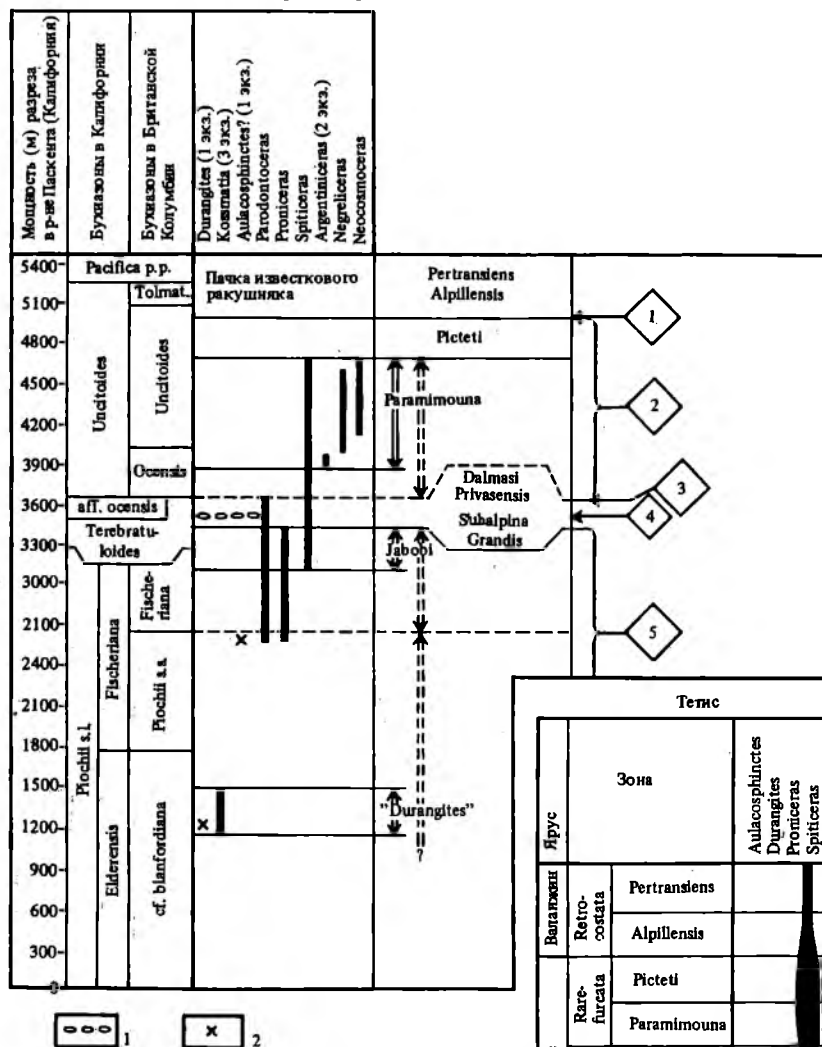 Мощность (м) разреза
в р-не Паскента (Калифорния)
Бухиазоны в Калифорнии
Бухиазоны в Британской
Колумбии
Durangites (1 экз.)
Kossmatia (3 экз.)
Aulacosphinctes? (1 экз.)
Parodontoceras
Proniceras
Spiticeras
Argentiniceras (2 экз.)
Negreliceras
Neocosmoceras
5400
5100
4800
4500
4200
3900
3600
3300
3000
2100
2400
2100
1800
1500
1200
900
600
300
0
Pacifica p.p.
Tolmat.
Uncitoides
Uncitoides
Ocensis
aff. ocensis
Terebratu-
loides
Piochii s.l.
Fischeriana
Elderensis
Fische-
riana
Piochii s.s.
cf. blanfordiana
Пачка известкового
ракушняка
Pertransiens
Alpillensis
Picteti
Paramimouna
Dalmasi
Privasensis
Subalpina
Grandis
Jabobi
"Durangites"
?
1
2
3
4
5
Тетис
Ярус
Зона
Aulacosphinctes
Durangites
Proniceras
Spiticeras
Валанжин
Retro-
costata
Pertransiens
Alpillensis
Rare-
furcata
Picteti
Paramimouna
1
2